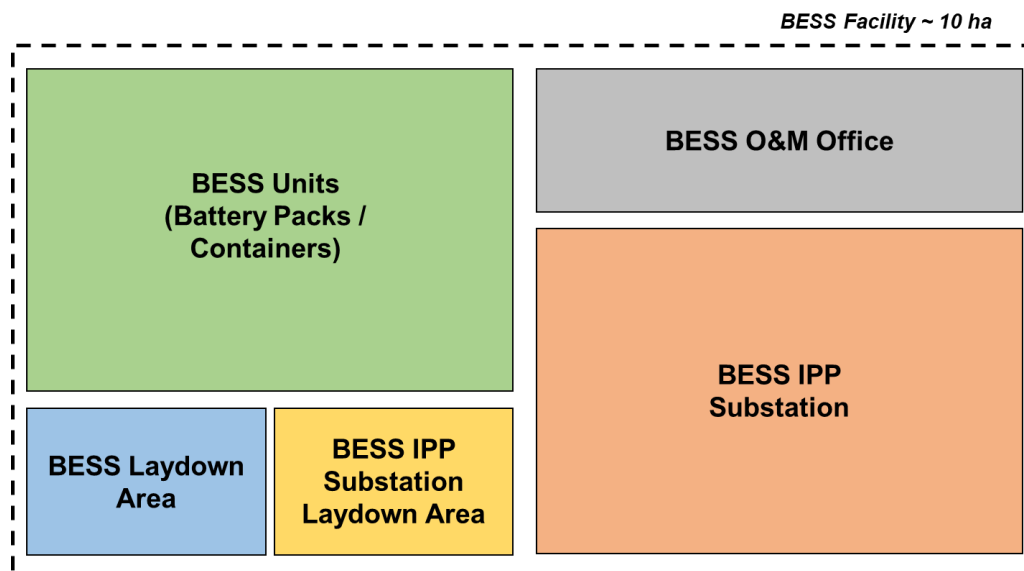 BESS Facility ~ 10 ha
BESS Units
(Battery Packs /
Containers)
BESS O&M Office
BESS IPP
Substation
BESS Laydown
Area
BESS IPP
Substation
Laydown Area